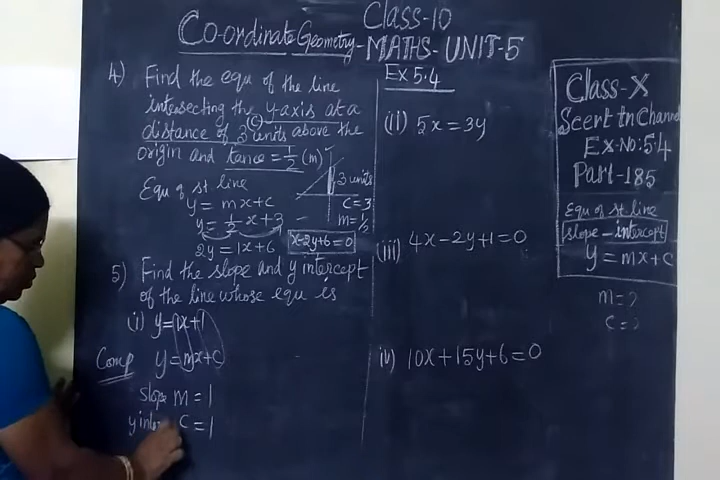 Class-10
Co-ordinate Geometry-MATHS-UNIT-5
4) Find the equ of the line
intersecting the y-axis at a
distance of 3 units above the
(c)
origin and tanθ = 1/2 (m)
Equ of st line
y = mx+c
y = 1/2 x + 3
2y = 1x+6
x-2y+6=0
3 units
c = 3
m = 1/2
5) Find the slope and y intercept
of the line whose equ is
(i) y = 1x+1
Comp y = mx+c
slope m = 1
y inter c = 1
Ex 5.4
(ii) 5x = 3y
(iii) 4x - 2y + 1 = 0
iv) 10x + 15y + 6 = 0
Class-X
Scert tn Channel
Ex-No: 5.4
Part-185
Equ of st line
slope - intercept
y = mx+c
m = ?
c = ?